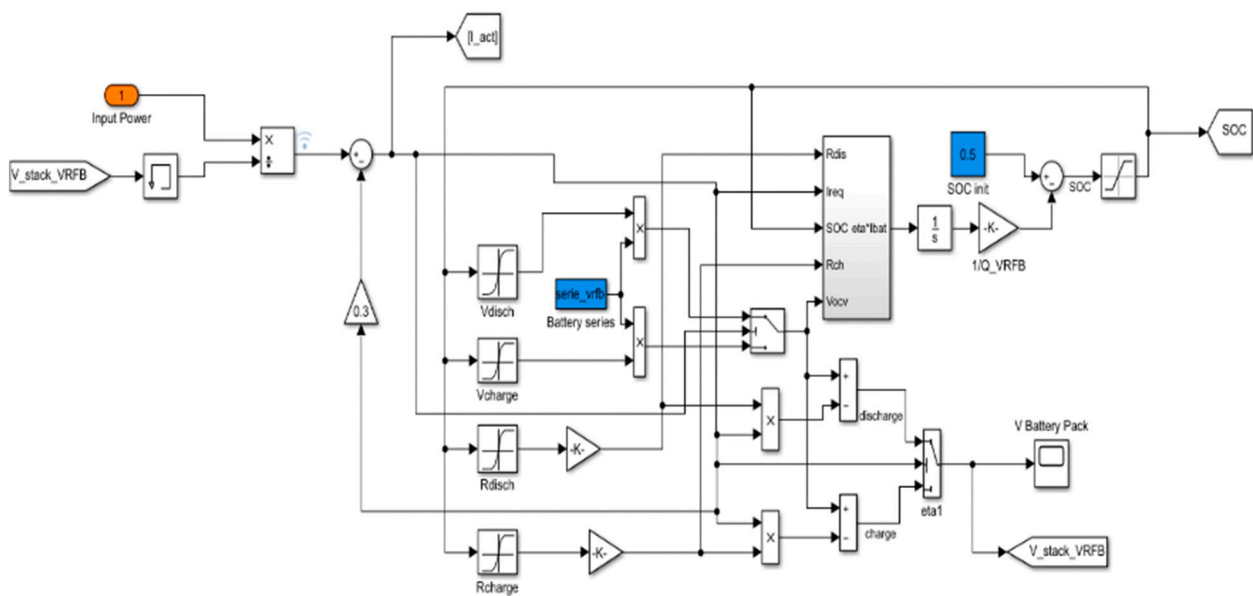 [I_act]
1
Input Power
X
÷
V_stack_VRFB
+
-
0.3
Vdisch
Vcharge
Rdisch
-K-
Rcharge
-K-
X
serie_vrfb
Battery series
X
Rdis
Ireq
SOC eta*Ibat
Rch
Vocv
1
s
-K-
1/Q_VRFB
0.5
SOC init
+
-
SOC
SOC
X
+
-
discharge
X
+
-
charge
eta1
V Battery Pack
V_stack_VRFB